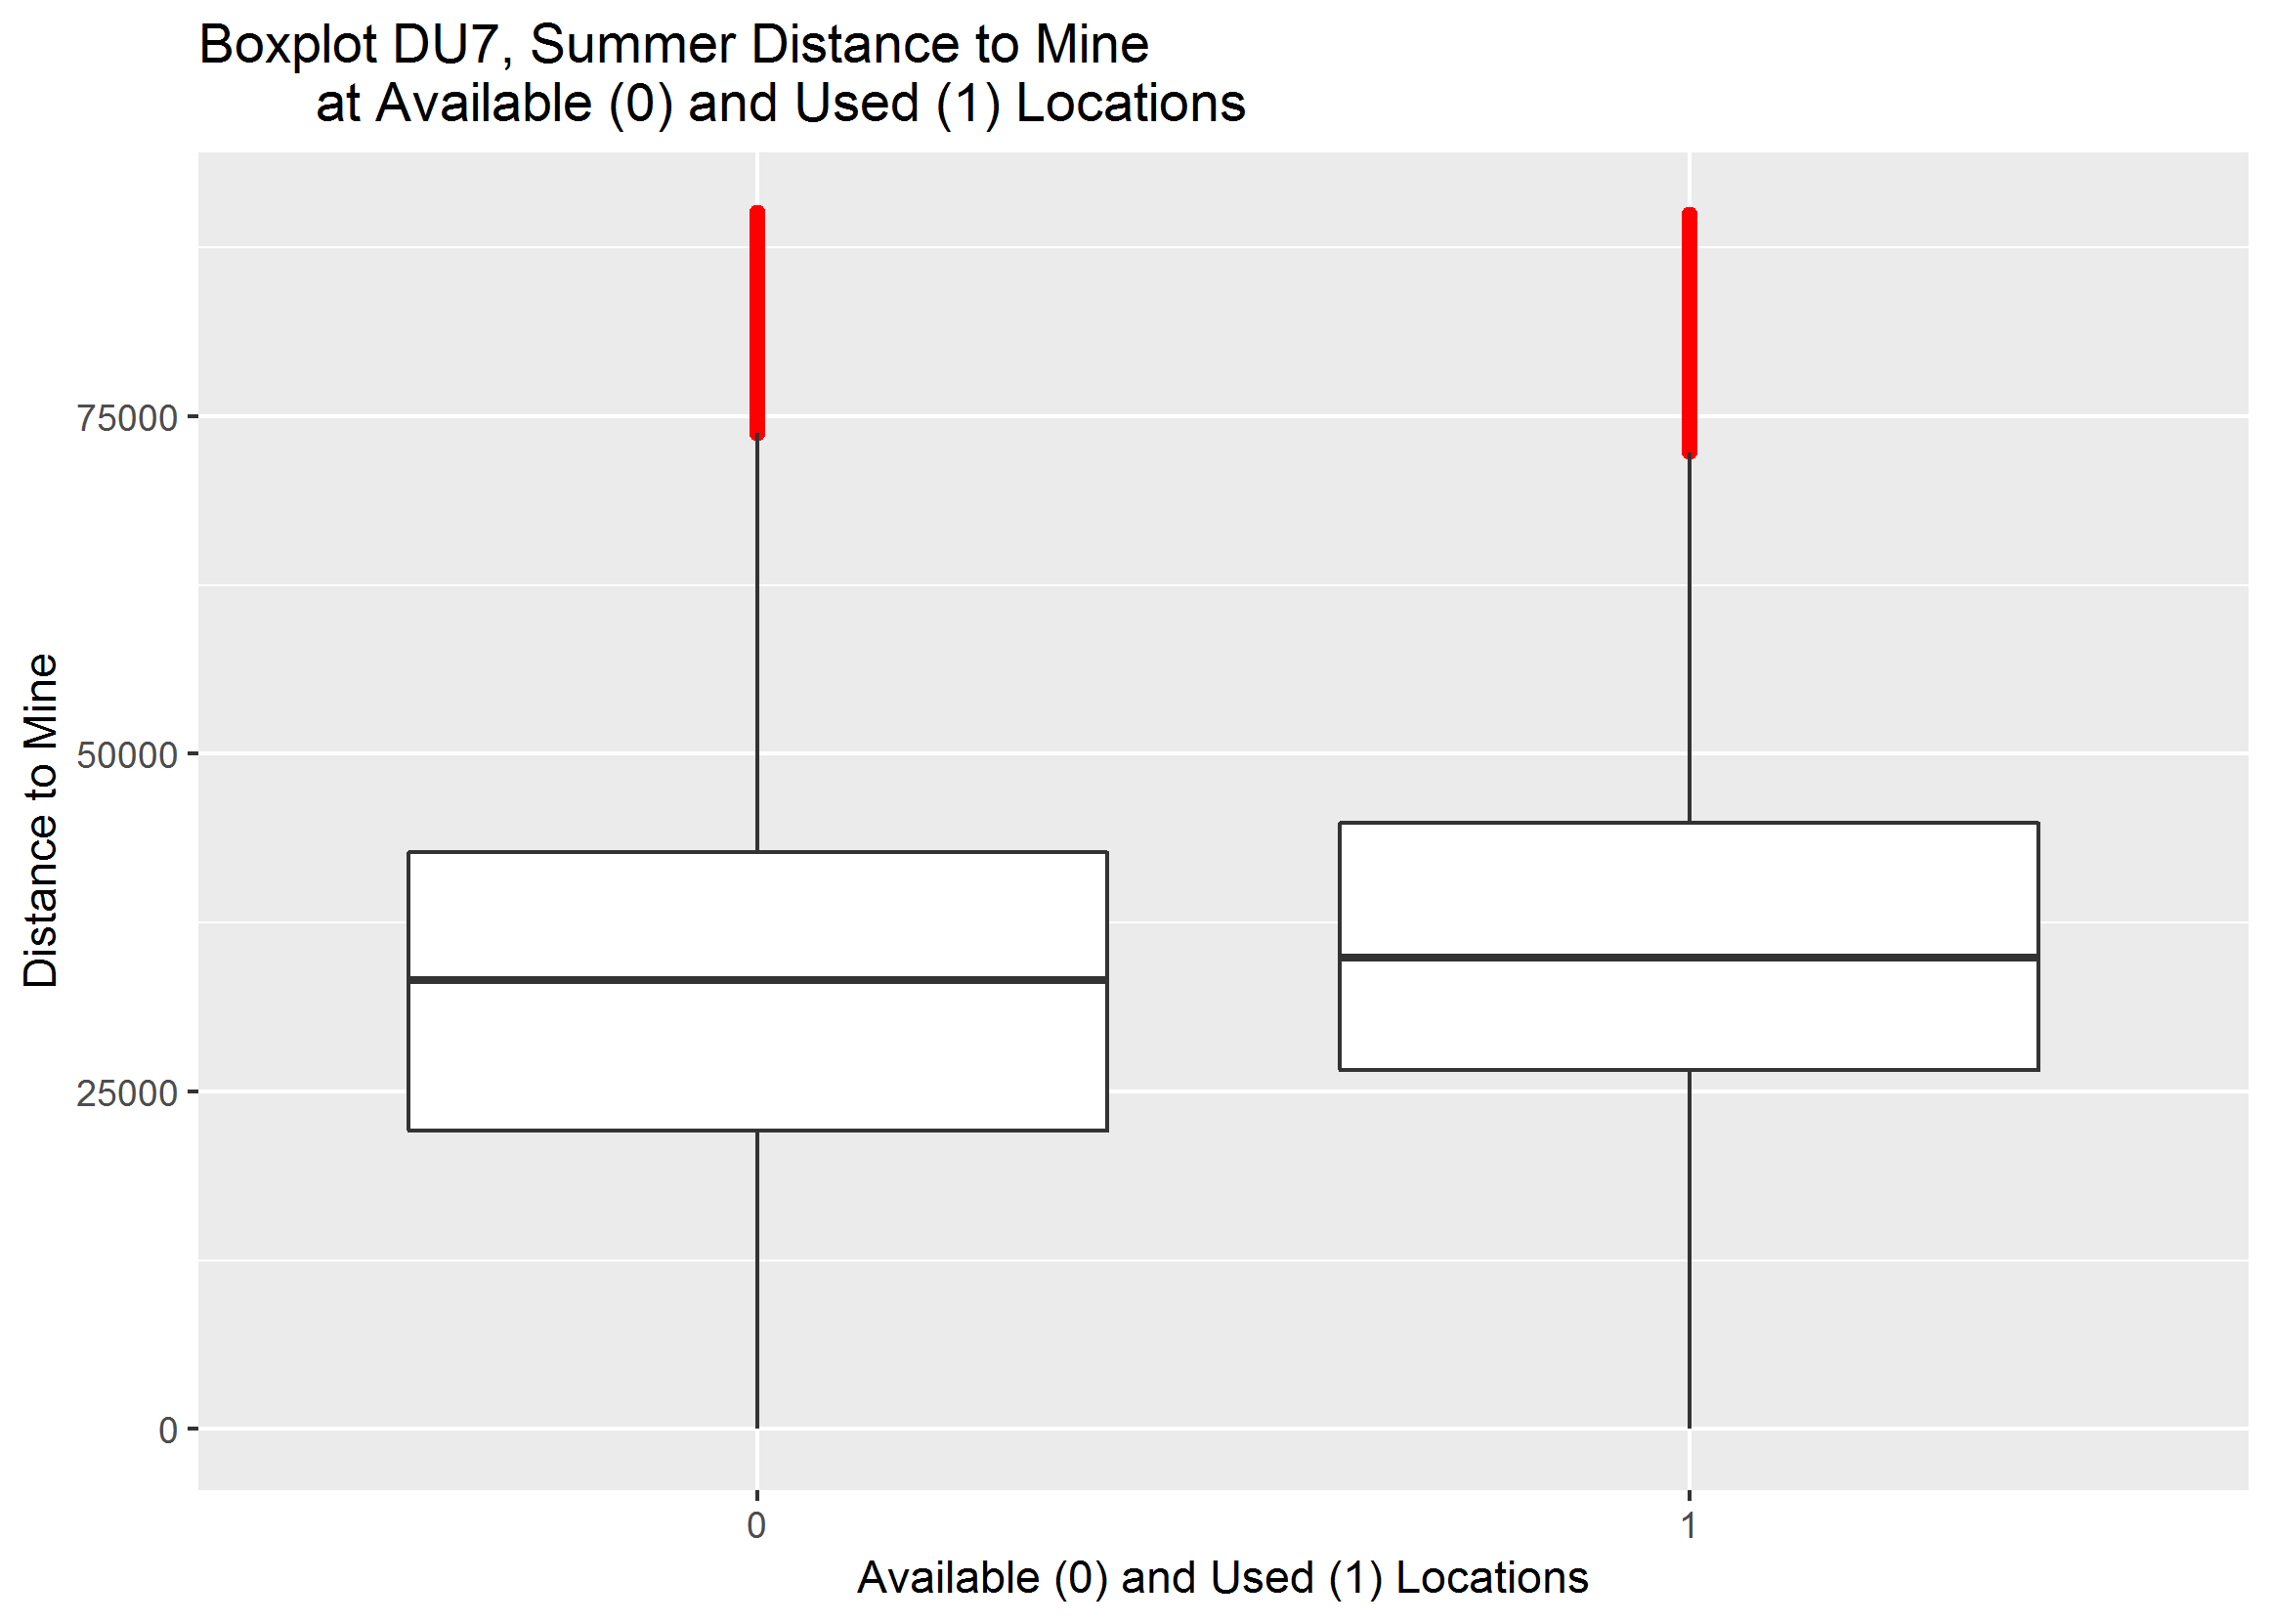 Boxplot DU7, Summer Distance to Mine
at Available (0) and Used (1) Locations
Distance to Mine
75000
50000
25000
0
0
1
Available (0) and Used (1) Locations